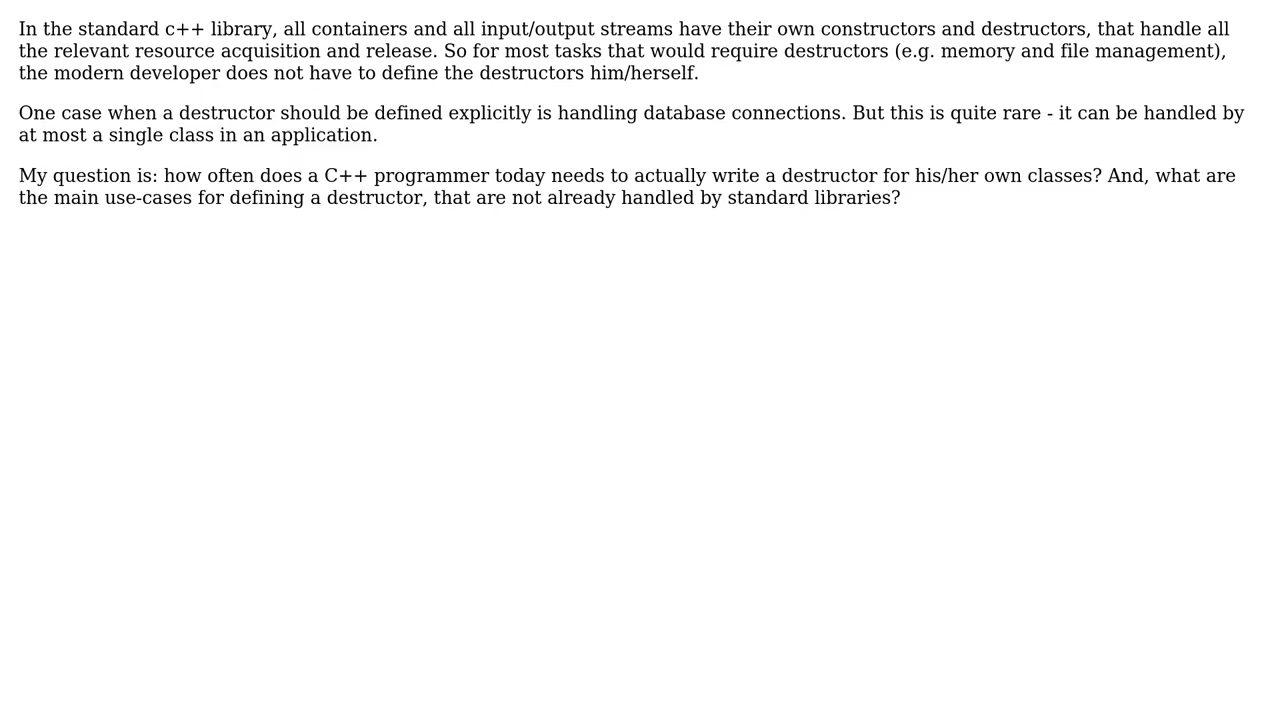 In the standard c++ library, all containers and all input/output streams have their own constructors and destructors, that handle all
the relevant resource acquisition and release. So for most tasks that would require destructors (e.g. memory and file management),
the modern developer does not have to define the destructors him/herself.
One case when a destructor should be defined explicitly is handling database connections. But this is quite rare - it can be handled by
at most a single class in an application.
My question is: how often does a C++ programmer today needs to actually write a destructor for his/her own classes? And, what are
the main use-cases for defining a destructor, that are not already handled by standard libraries?